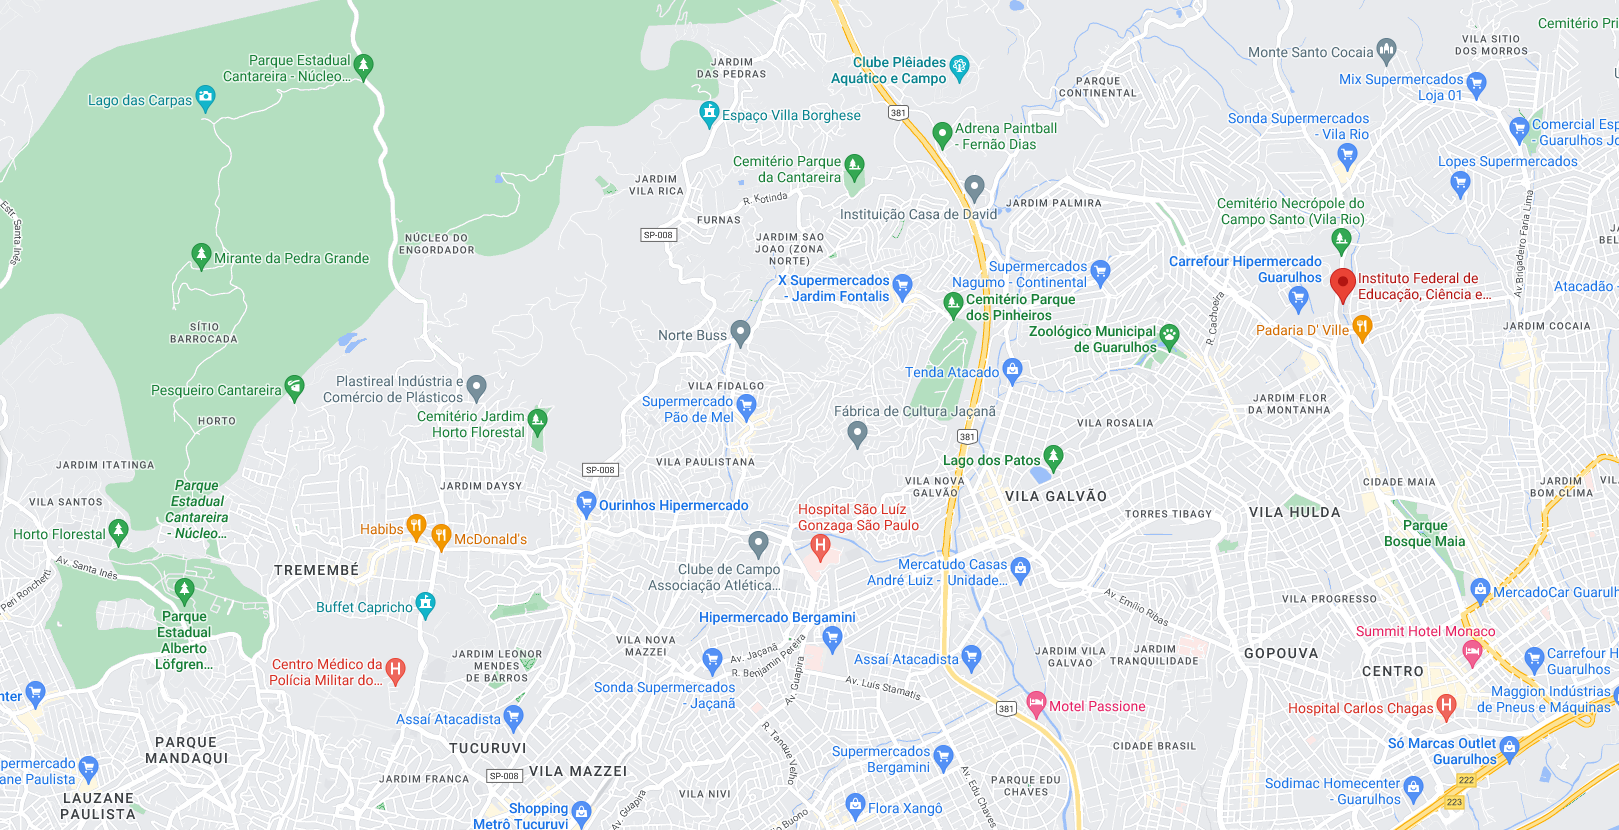 Cemitério Pri
VILA SITIO
DOS MORROS
Monte Santo Cocaia
Parque Estadual
Cantareira - Núcleo...
JARDIM
DAS PEDRAS
Clube Plêiades
Aquático e Campo
PARQUE
CONTINENTAL
Mix Supermercados
Loja 01
Lago das Carpas
Espaço Villa Borghese
381
Adrena Paintball
- Fernão Dias
Sonda Supermercados
- Vila Rio
Comercial Esp
- Guarulhos Jo
Lopes Supermercados
Cemitério Parque
da Cantareira
JARDIM
VILA RICA
R. Kotinda
FURNAS
Instituição Casa de David
JARDIM PALMIRA
Cemitério Necrópole do
Campo Santo (Vila Rio)
Av. Brigadeiro Faria Lima
JAR
BEL
Estr. Santa Inês
NÚCLEO DO
ENGORDADOR
SP-008
JARDIM SAO
JOAO (ZONA
NORTE)
Mirante da Pedra Grande
X Supermercados
- Jardim Fontalis
Supermercados
Nagumo - Continental
Carrefour Hipermercado
Guarulhos
Instituto Federal de
Educação, Ciência e...
Atacadão -
Cemitério Parque
dos Pinheiros
R. Cachoeira
SÍTIO
BARROCADA
Norte Buss
Zoológico Municipal
de Guarulhos
Padaria D' Ville
JARDIM COCAIA
Pesqueiro Cantareira
Plastireal Indústria e
Comércio de Plásticos
VILA FIDALGO
Tenda Atacado
Supermercado
Pão de Mel
Fábrica de Cultura Jaçanã
JARDIM FLOR
DA MONTANHA
HORTO
Cemitério Jardim
Horto Florestal
VILA ROSALIA
381
JARDIM ITATINGA
SP-008
VILA PAULISTANA
Lago dos Patos
Parque
Estadual
Cantareira
- Núcleo...
JARDIM DAYSY
VILA NOVA
GALVÃO
VILA GALVÃO
CIDADE MAIA
JARDIM
BOM CLIMA
VIL
VILA SANTOS
Ourinhos Hipermercado
Hospital São Luíz
Gonzaga São Paulo
TORRES TIBAGY
VILA HULDA
Parque
Bosque Maia
Horto Florestal
Habibs
McDonald's
Av. Santa Inês
TREMEMBÉ
Clube de Campo
Associação Atlética...
Mercatudo Casas
André Luiz - Unidade...
Peri Ronchetti
Buffet Capricho
Hipermercado Bergamini
Av. Emílio Ribas
VILA PROGRESSO
MercadoCar Guarulh
Parque
Estadual
Alberto
Löfgren...
VILA NOVA
MAZZEI
Av. Jaçanã
R. Benjamin Pereira
Av. Guapira
Summit Hotel Monaco
JARDIM LEONOR
MENDES
DE BARROS
Assaí Atacadista
JARDIM VILA
GALVAO
JARDIM
TRANQUILIDADE
GOPOUVA
CENTRO
Carrefour H
Guarulhos
Centro Médico da
Polícia Militar do...
Sonda Supermercados
- Jaçanã
Av. Luís Stamatis
nter
381
Motel Passione
Hospital Carlos Chagas
Maggion Indústrias
de Pneus e Máquinas
Assaí Atacadista
PARQUE
MANDAQUI
TUCURUVI
R. Tanque Velho
Supermercados
Bergamini
CIDADE BRASIL
Só Marcas Outlet
Guarulhos
permercado
ane Paulista
JARDIM FRANCA
SP-008
VILA MAZZEI
Av. Edu Chaves
PARQUE EDU
CHAVES
Sodimac Homecenter
- Guarulhos
222
223
LAUZANE
PAULISTA
Shopping
Metrô Tucuruvi
Av. Guapira
VILA NIVI
Flora Xangô
o Buono